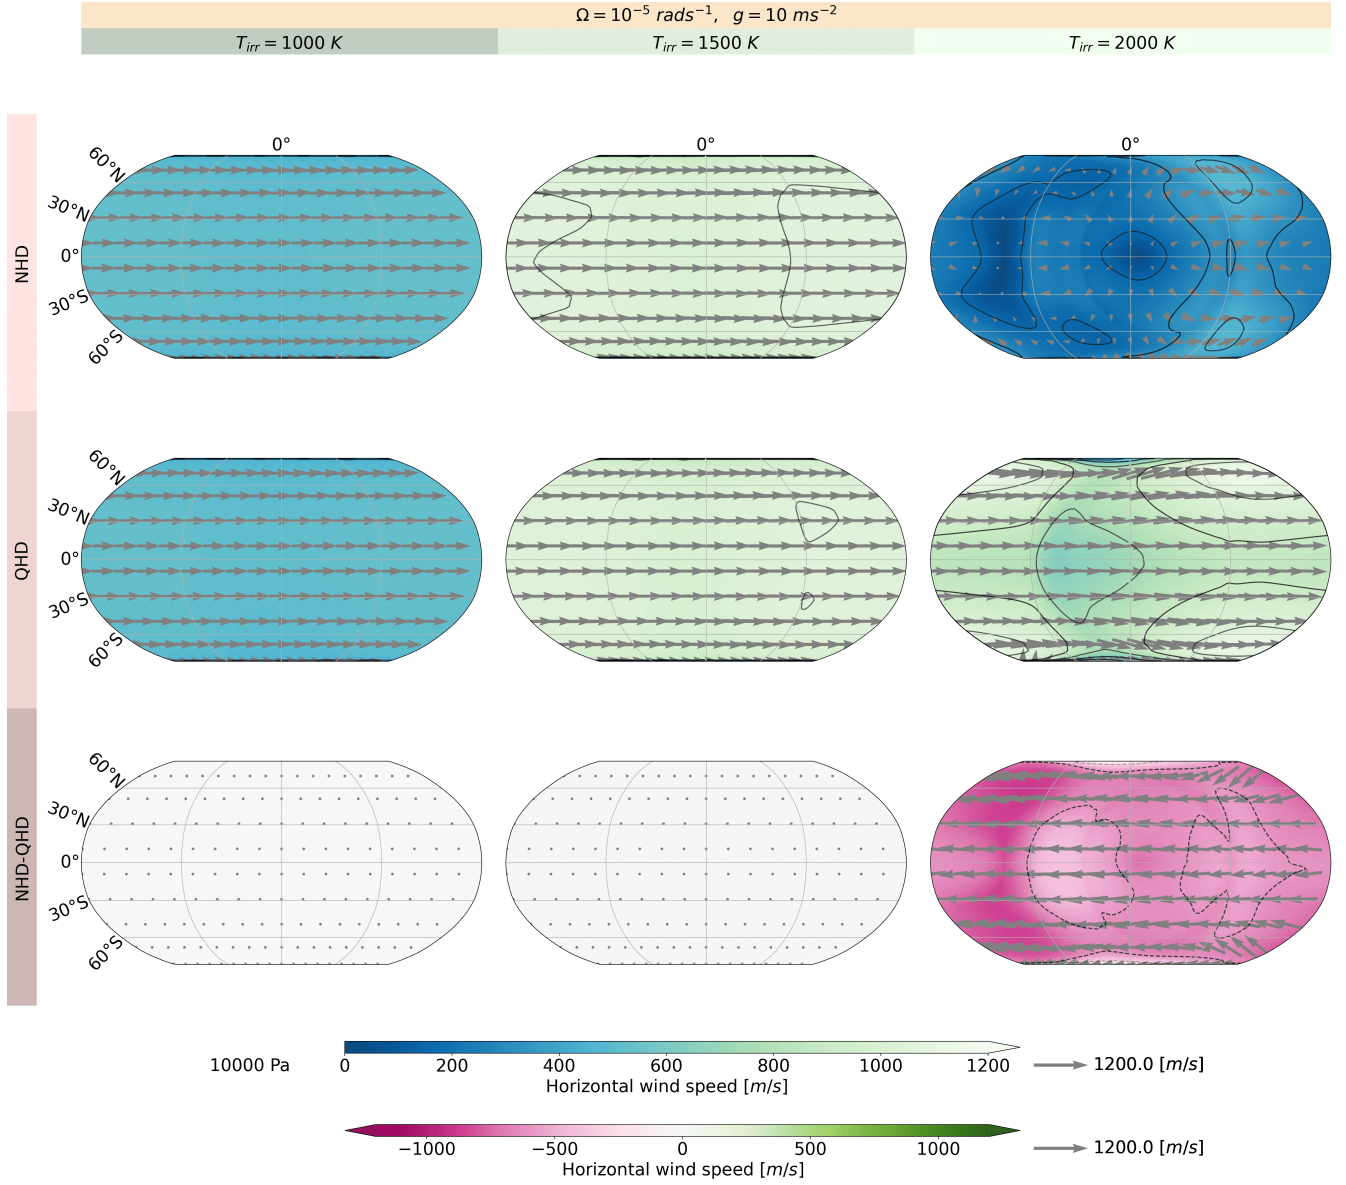 Ω = 10⁻⁵ rads⁻¹, g = 10 ms⁻²
T_irr = 1000 K T_irr = 1500 K T_irr = 2000 K
0° 0° 0°
NHD
60°N
30°N
0°
30°S
60°S
QHD
60°N
30°N
0°
30°S
60°S
NHD-QHD
60°N
30°N
0°
30°S
60°S
10000 Pa
0 200 400 600 800 1000 1200
Horizontal wind speed [m/s]
1200.0 [m/s]
−1000 −500 0 500 1000
Horizontal wind speed [m/s]
1200.0 [m/s]